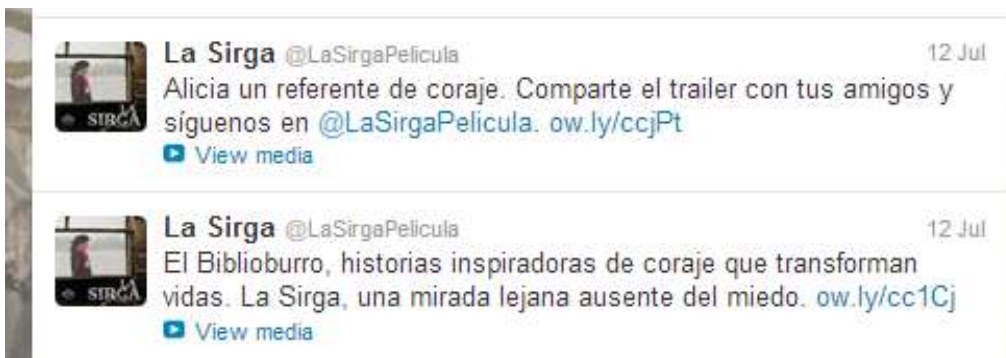 La Sirga @LaSirgaPelicula 12 Jul
Alicia un referente de coraje. Comparte el trailer con tus amigos y
síguenos en @LaSirgaPelicula. ow.ly/ccjPt
View media
SIRGA
La Sirga @LaSirgaPelicula 12 Jul
El Biblioburro, historias inspiradoras de coraje que transforman
vidas. La Sirga, una mirada lejana ausente del miedo. ow.ly/cc1Cj
View media
SIRGA